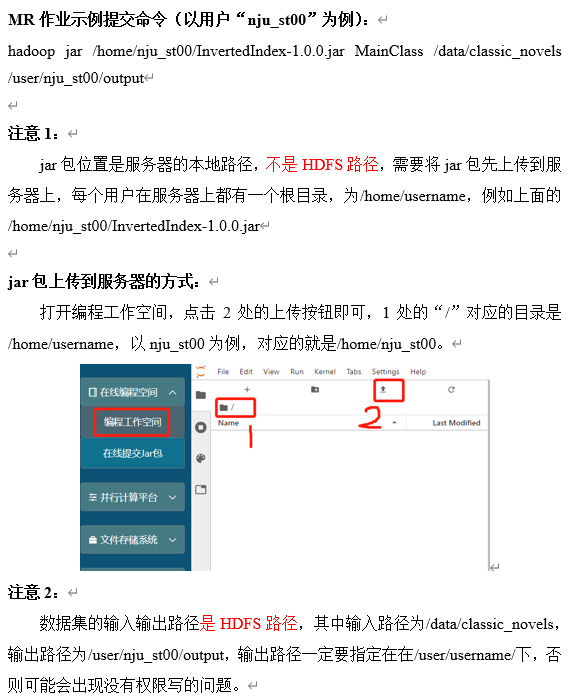 MR 作业示例提交命令（以用户“nju_st00”为例）：
hadoop jar /home/nju_st00/InvertedIndex-1.0.0.jar MainClass /data/classic_novels
/user/nju_st00/output
注意 1：
jar 包位置是服务器的本地路径，不是 HDFS 路径，需要将 jar 包先上传到服
务器上，每个用户在服务器上都有一个根目录，为/home/username，例如上面的
/home/nju_st00/InvertedIndex-1.0.0.jar
jar 包上传到服务器的方式：
打开编程工作空间，点击 2 处的上传按钮即可，1 处的“/”对应的目录是
/home/username，以 nju_st00 为例，对应的就是/home/nju_st00。
File Edit View Run Kernel Tabs Settings Help
在线编程空间
编程工作空间
在线提交Jar包
并行计算平台
文件存储系统
/
1
2
Name Last Modified
注意 2：
数据集的输入输出路径是 HDFS 路径，其中输入路径为/data/classic_novels，
输出路径为/user/nju_st00/output，输出路径一定要指定在在/user/username/下，否
则可能会出现没有权限写的问题。